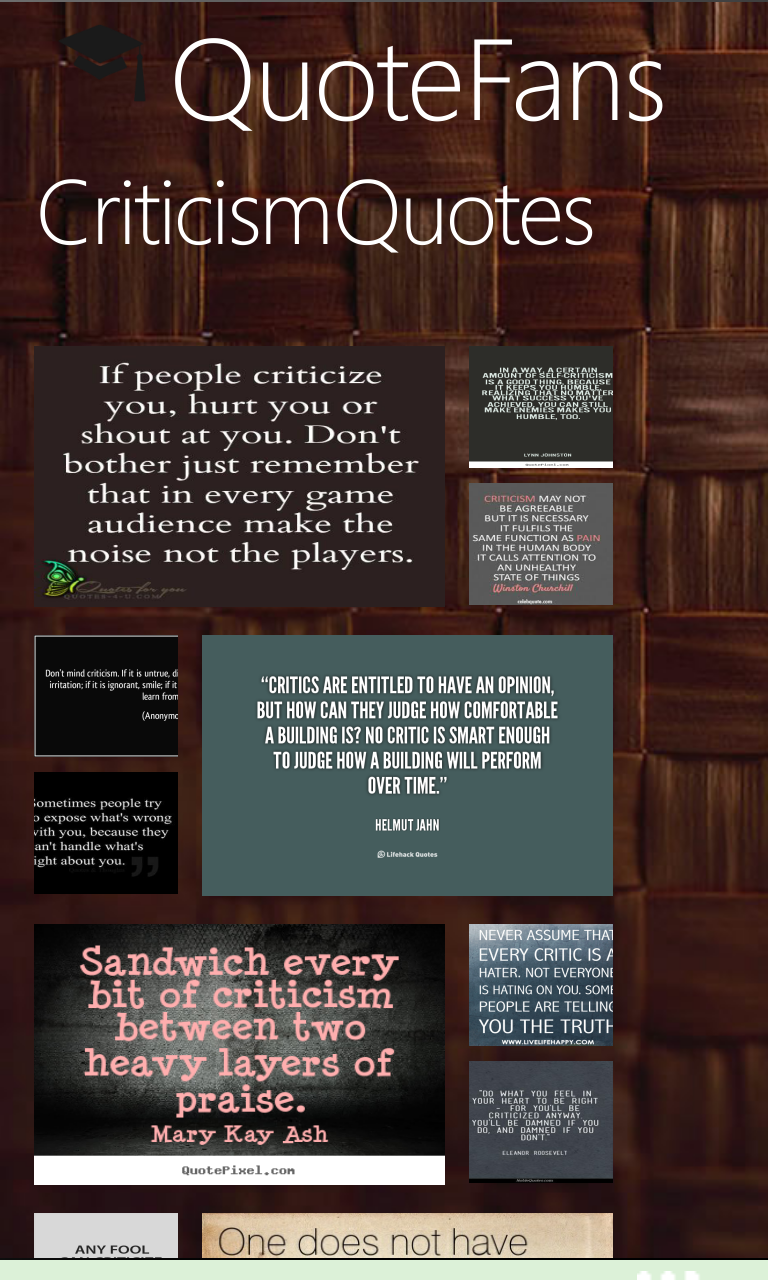 QuoteFans
CriticismQuotes
If people criticize
you, hurt you or
shout at you. Don't
bother just remember
that in every game
audience make the
noise not the players.
Quotes for you
QUOTES-4-U.COM
IN A WAY, A CERTAIN
AMOUNT OF SELF-CRITICISM
IS A GOOD THING, BECAUSE
IT KEEPS YOU HUMBLE,
REALIZING THAT NO MATTER
WHAT SUCCESS YOU'VE
ACHIEVED, YOU CAN STILL
MAKE ENEMIES MAKES YOU
HUMBLE, TOO.
LYNN JOHNSTON
quotepixel.com
CRITICISM MAY NOT
BE AGREEABLE
BUT IT IS NECESSARY
IT FULFILS THE
SAME FUNCTION AS PAIN
IN THE HUMAN BODY
IT CALLS ATTENTION TO
AN UNHEALTHY
STATE OF THINGS
Winston Churchill
Don't mind criticism. If it is untrue, di
irritation; if it is ignorant, smile; if it
learn from
(Anonymo
Sometimes people try
o expose what's wrong
with you, because they
an't handle what's
ight about you.
“CRITICS ARE ENTITLED TO HAVE AN OPINION,
BUT HOW CAN THEY JUDGE HOW COMFORTABLE
A BUILDING IS? NO CRITIC IS SMART ENOUGH
TO JUDGE HOW A BUILDING WILL PERFORM
OVER TIME.”
HELMUT JAHN
Lifehack Quotes
Sandwich every
bit of criticism
between two
heavy layers of
praise.
Mary Kay Ash
QuotePixel.com
NEVER ASSUME THAT
EVERY CRITIC IS A
HATER. NOT EVERYONE
IS HATING ON YOU. SOME
PEOPLE ARE TELLING
YOU THE TRUTH
WWW.LIVELIFEHAPPY.COM
"DO WHAT YOU FEEL IN
YOUR HEART TO BE RIGHT
- FOR YOU'LL BE
CRITICIZED ANYWAY.
YOU'LL BE DAMNED IF YOU
DO, AND DAMNED IF YOU
DON'T."
ELEANOR ROOSEVELT
ANY FOOL
One does not have